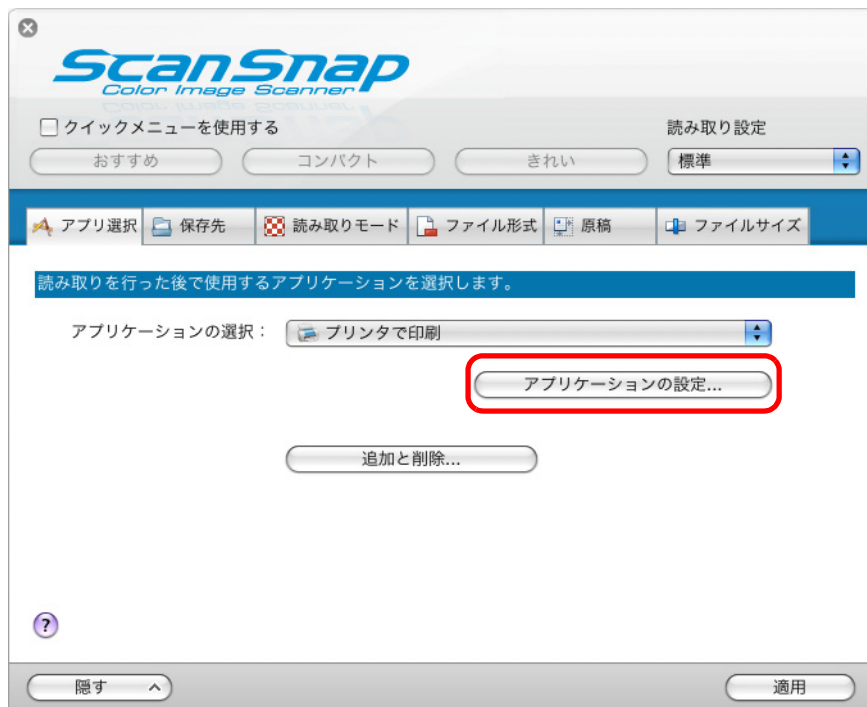 ScanSnap
Color Image Scanner
クイックメニューを使用する
読み取り設定
おすすめ
コンパクト
きれい
標準
アプリ選択
保存先
読み取りモード
ファイル形式
原稿
ファイルサイズ
読み取りを行った後で使用するアプリケーションを選択します。
アプリケーションの選択：
プリンタで印刷
アプリケーションの設定...
追加と削除...
?
隠す
適用